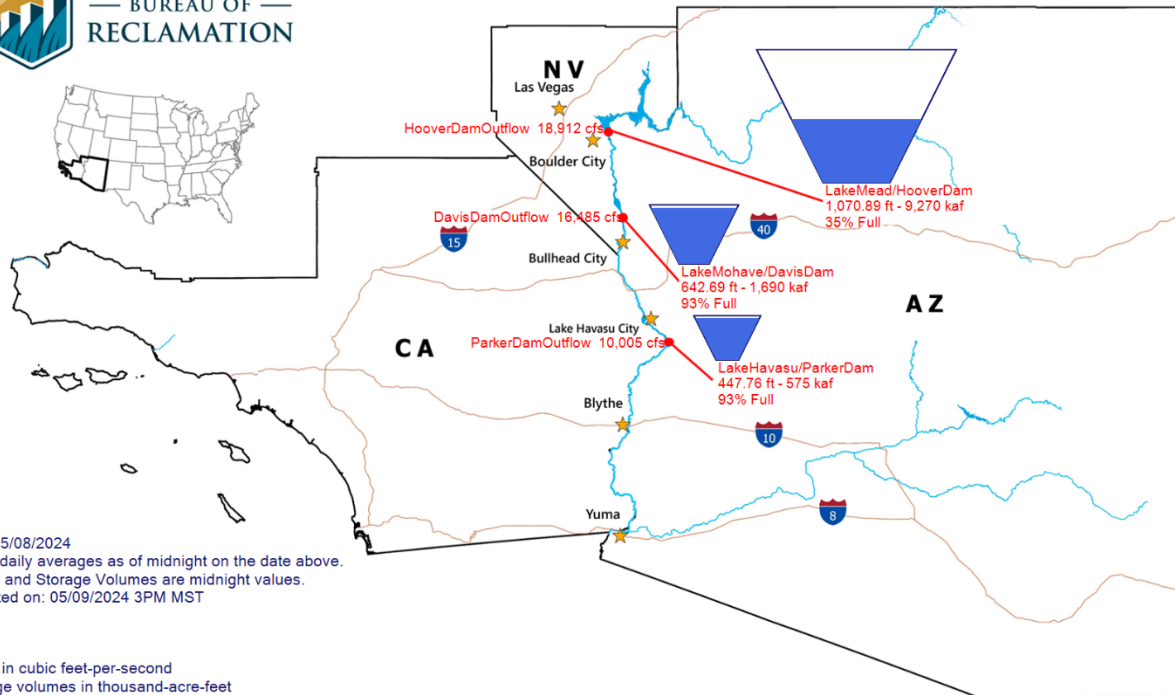 BUREAU OF
RECLAMATION
NV
Las Vegas
HooverDamOutflow 18,912 cfs
Boulder City
LakeMead/HooverDam
1,070.89 ft - 9,270 kaf
35% Full
DavisDamOutflow 16,485 cfs
15
40
Bullhead City
LakeMohave/DavisDam
642.69 ft - 1,690 kaf
93% Full
AZ
Lake Havasu City
CA
ParkerDamOutflow 10,005 cfs
LakeHavasu/ParkerDam
447.76 ft - 575 kaf
93% Full
Blythe
10
Yuma
8
5/08/2024
daily averages as of midnight on the date above.
and Storage Volumes are midnight values.
ed on: 05/09/2024 3PM MST
in cubic feet-per-second
ge volumes in thousand-acre-feet